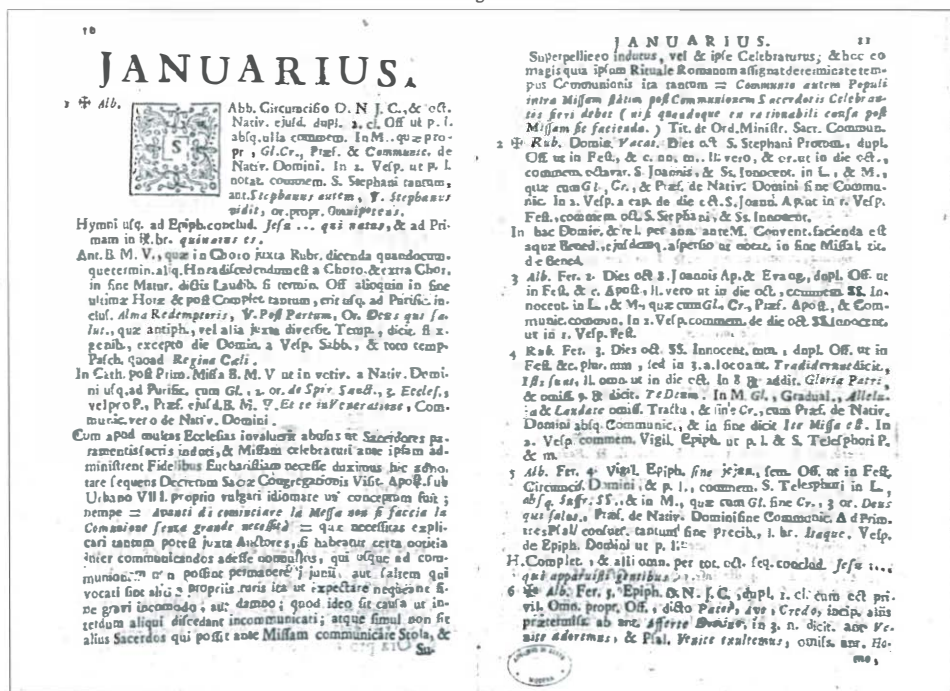 10
JANUARIUS.
1 ✠ Alb.
S
Abb. Circumcisio D. N J. C., & oct.
Nativ. ejusd. dupl. 2. cl. Off ut p. l.
absq. ulla commem. In M.. quæ pro-
pr, Gl. Cr., Præf. & Communic. de
Nativ. Domini. In 2. Vesp. ut p. l.
notat. commem. S. Stephani tantum,
ant. Stephanus autem, V. Stephanus
vidit, or. propr. Omnipotens.
Hymni usq. ad Epiph. conclud. Jesu ... qui natus, & ad Pri-
mam in R. br. qui natus es.
Ant. B. M. V., quæ in Choro juxta Rubr. dicenda quandocum-
que termin. aliq. Hora discedendum est a Choro. & extra Chor.
in fine Matur. dictis Laudib. si termin. Off alioquin in fine
ultimæ Horæ & post Complet tantum, erit usq. ad Purific. in-
clus. Alma Redemptoris, V. Post Partum, Or. Deus qui sa-
lut., quæ antiph., vel alia juxta diverse Temp., dicit. fl x.
genib., excepto die Domin. a Vesp. Sabb., & toto temp.
Pasch. quoad Regina Cæli.
In Cath. post Prim. Missa B. M. V ut in votiv. a Nativ. Domi-
ni usq. ad Purific. cum Gl., 2. or. de Spir. Sanct., 3. Eccles.,
vel pro P., Præf. ejusd. B. M. V. Et te in Veneratione, Com-
munic. vero de Nativ. Domini.
Cum apud multas Ecclesias invaluerit abusus ut Sacerdotes pa-
ramentis sacris induti, & Missam celebraturi ante ipsam ad-
ministrent Fidelibus Eucharistiam necesse duximus hic adno-
tare sequens Decretum Sacræ Congregationis Visit. Apost. sub
Urbano VIII. proprio vulgari idiomate ut conceptum fuit;
nempe = Avanti di cominciare la Messa non si faccia la
Comunione senza grande necessità = quæ necessitas expli-
cari tantum potest juxta Auctores, si habeatur certa notitia
inter communicandos adesse nonnullos, qui usque ad com-
munionem non possint permanere jejunii, aut saltem qui
vocati sint alio a propriis ruris ita ut expectare nequeant si-
ne gravi incomodo, aut damno; quod ideo sit causa ut in-
terdum aliqui discedant incommunicati; atque simul non sit
alius Sacerdos qui possit ante Missam communicare Stola, &
Su-
JANUARIUS. 11
Superpelliceo indutus, vel & ipse Celebraturus; & hoc eo
magis quia ipsum Rituale Romanum assignat determinate tem-
pus Communionis ita tantum = Communio autem Populi
intra Missam statim post Communionem Sacerdotis Celebran-
tis fieri debet ( nisi quandoque ex rationabili causa post
Missam sit facienda. ) Tit. de Ord. Ministr. Sacr. Commun.
2 ✠ Rub. Domin. Vacat. Dies oct S. Stephani Protom., dupl.
Off ut in Fest., & c. no, m.. ll. vero, & or. ut in die oct.,
commem. octavar. S. Joannis, & Ss. Innocent. in L., & M.,
quæ cum Gl., Cr., & Præf. de Nativ. Domini sine Commu-
nic. In 2. Vesp. a cap. de die oct. S. Joann. Ap. ut in 1. Vesp.
Fest., commem. oct. S. Stephani, & Ss. Innocent.
In hac Domin. & rel. per ann. ante M. Convent. facienda est
aquæ Bened., ejusdemq. aspersio ut notat. in fine Missal. tit.
de Bened.
3 Alb. Fer. 2. Dies oct S. Joannis Ap. & Evang., dupl. Off. ut
in Fest. & c. Apost., ll. vero ut in die oct., commem SS. In-
nocent. in L., & M., quæ cum Gl., Cr., Præf. Apost., & Com-
munic. commun. In 2. Vesp. commem. de die oct. SS Innocent.
ut in 1. Vesp. Fest.
4 Rub. Fer. 3. Dies oct. SS. Innocent. mm., dupl. Off. ut in
Fest. & c. plur. mm, sed in 3. a. loco ant. Tradiderunt dicit.
Isti sunt, ll. omn. ut in die oct. In 8 R addit. Gloria Patri,
& omiss 9. R dicit. Te Deum. In M Gl., Gradual., Allelu-
ia & Laudate omiss. Tractu, & sine Cr., cum Præf. de Nativ.
Domini absq. Communic., & in fine dicit Ite Missa est. In
2. Vesp commem. Vigil. Epiph. ut p. l. & S. Telesphori P.
& m.
5 Alb. Fer. 4. Vigil. Epiph. sine jejun., sem. Off. ut in Fest.
Circumcis. Domini, & p. l., commem. S. Telesphori in L.,
absq. Suffr. SS., & in M., quæ cum Gl. sine Cr., 3 or. Deus
qui salut., Præf. de Nativ. Domini sine Communic. Ad Prim.
tres Psal/ consuet. tantum sine Precib., l. br. Itaque. Vesp.
de Epiph. Domini ut p. l.
H. Complet., & alii omn. per tot. oct. seq. conclud. Jesu ...,
qui apparuisti gentibus.
6 ✠ Alb. Fer. 5. Epiph. D. N. J. C., dupl. 1. cl. cum oct pri-
vil. Omn. propr. Off., dicto Pater, Ave, Credo, incip. aliis
prætermiss. ab ant. Afferte Domino, in 3. n. dicit. ant Ve-
nite adoremus, & Psal. Venite exultemus, omiss. ant. Ho-
mo,